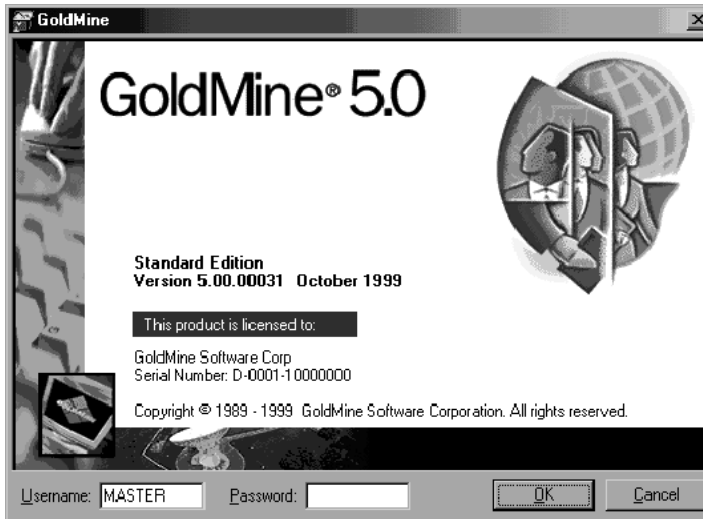 GoldMine
GoldMine® 5.0
Standard Edition
Version 5.00.00031 October 1999
This product is licensed to:
GoldMine Software Corp
Serial Number: D-0001-10000000
Copyright © 1989 - 1999 GoldMine Software Corporation. All rights reserved.
Username: MASTER Password: OK Cancel